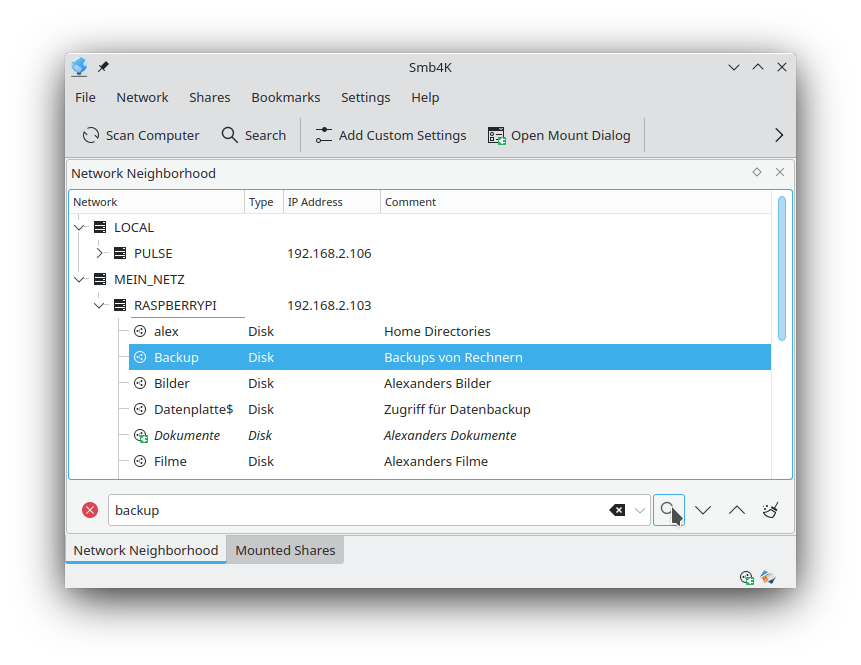 Smb4K
File Network Shares Bookmarks Settings Help
Scan Computer Search Add Custom Settings Open Mount Dialog
Network Neighborhood
Network Type IP Address Comment
LOCAL
PULSE 192.168.2.106
MEIN_NETZ
RASPBERRYPI 192.168.2.103
alex Disk Home Directories
Backup Disk Backups von Rechnern
Bilder Disk Alexanders Bilder
Datenplatte$ Disk Zugriff für Datenbackup
Dokumente Disk Alexanders Dokumente
Filme Disk Alexanders Filme
backup
Network Neighborhood Mounted Shares